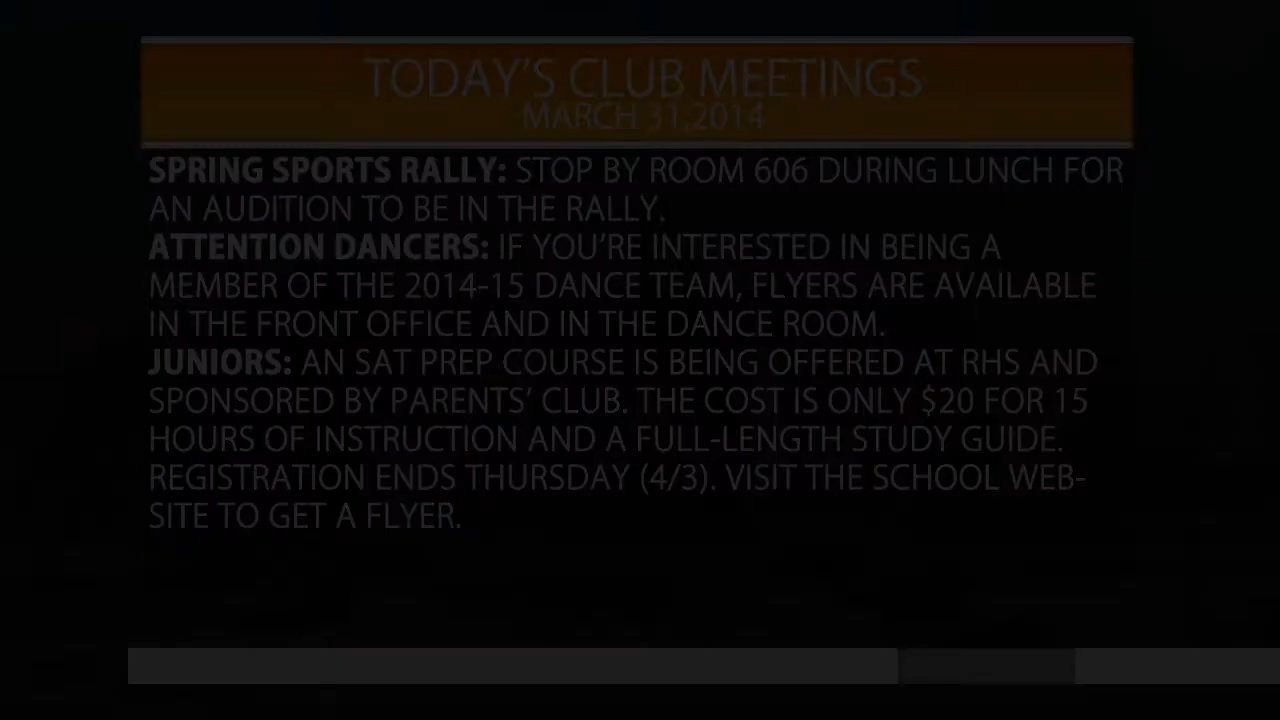 TODAY'S CLUB MEETINGS
MARCH 31,2014
SPRING SPORTS RALLY: STOP BY ROOM 606 DURING LUNCH FOR
AN AUDITION TO BE IN THE RALLY.
ATTENTION DANCERS: IF YOU'RE INTERESTED IN BEING A
MEMBER OF THE 2014-15 DANCE TEAM, FLYERS ARE AVAILABLE
IN THE FRONT OFFICE AND IN THE DANCE ROOM.
JUNIORS: AN SAT PREP COURSE IS BEING OFFERED AT RHS AND
SPONSORED BY PARENTS' CLUB. THE COST IS ONLY $20 FOR 15
HOURS OF INSTRUCTION AND A FULL-LENGTH STUDY GUIDE.
REGISTRATION ENDS THURSDAY (4/3). VISIT THE SCHOOL WEB-
SITE TO GET A FLYER.